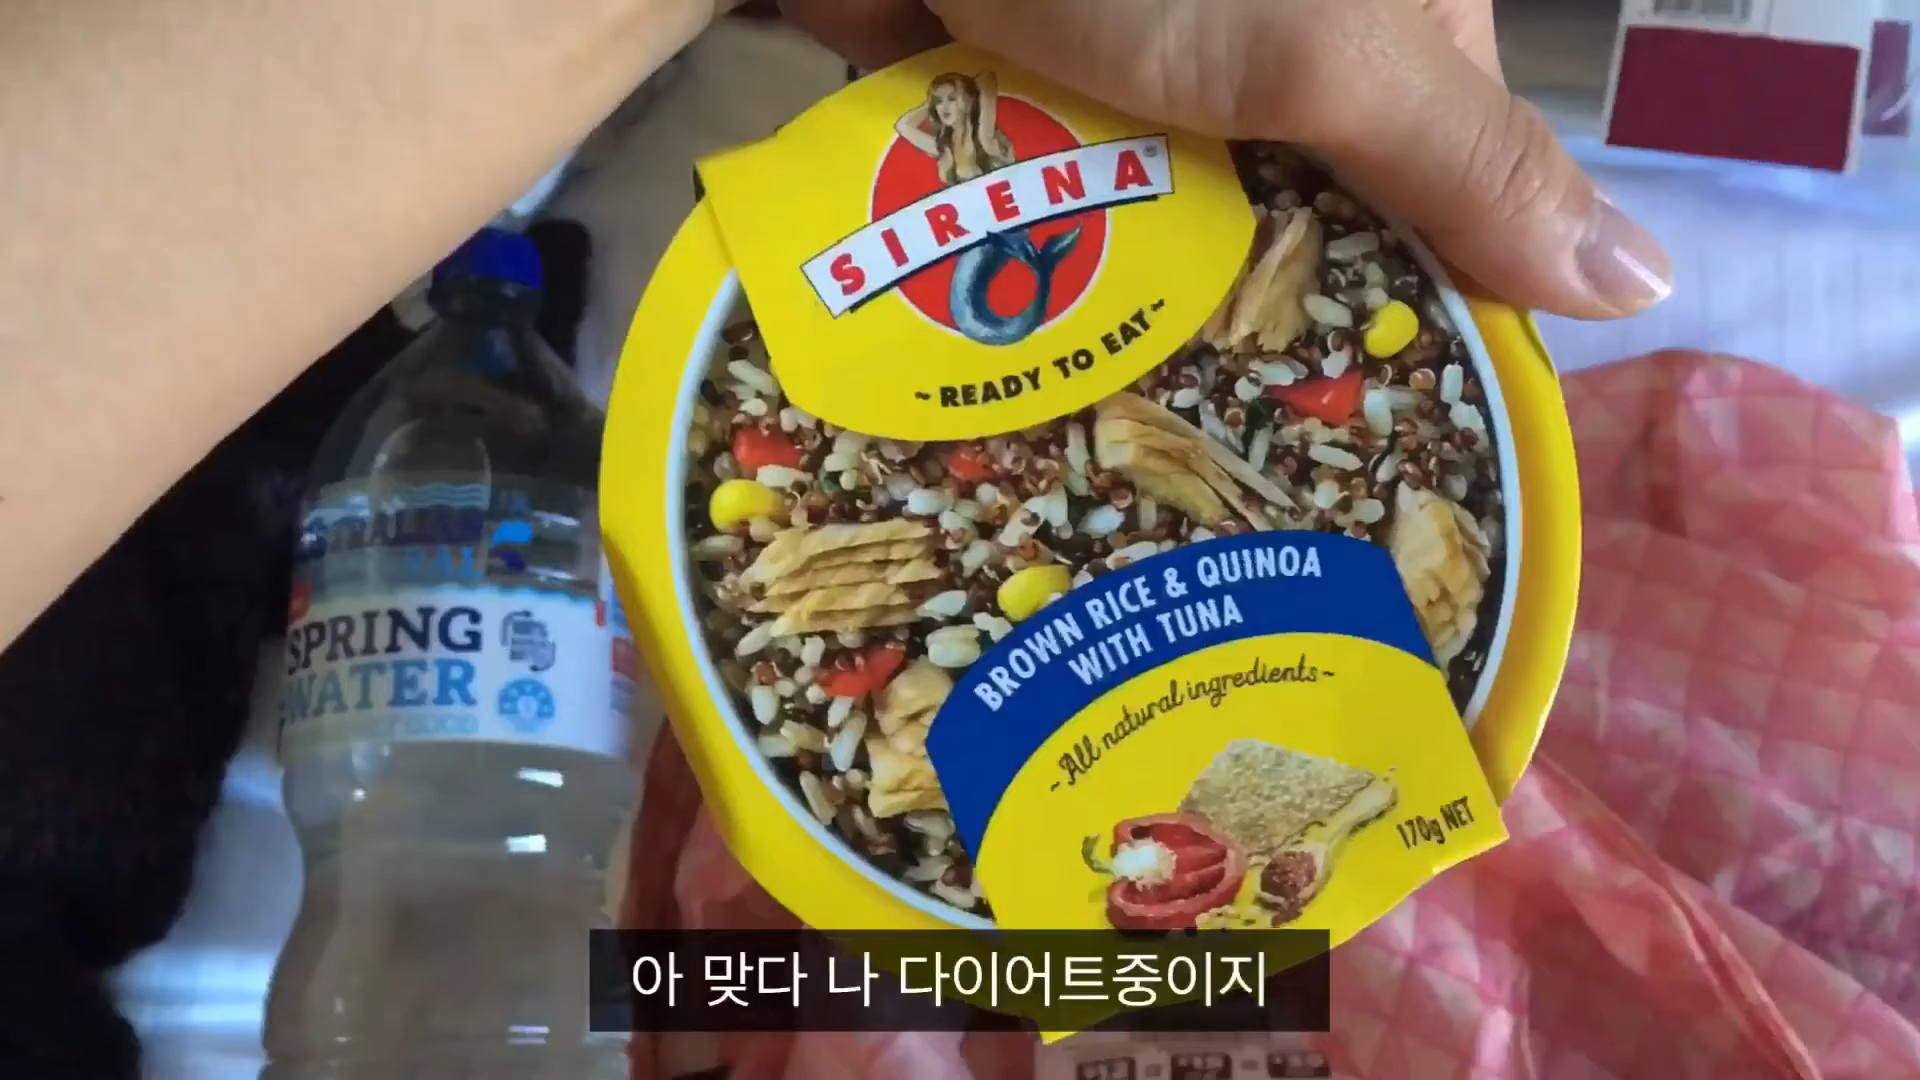 SIRENA®
~READY TO EAT~
BROWN RICE & QUINOA
WITH TUNA
~All natural ingredients~
170g NET
SPRING
WATER
아 맞다 나 다이어트중이지